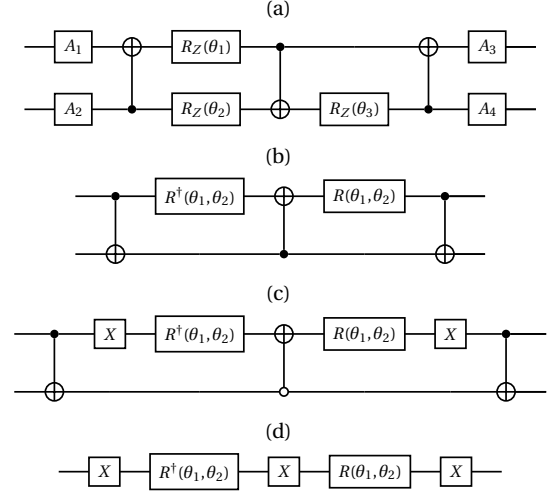 (a)
A₁ R_Z(θ₁) A₃
A₂ R_Z(θ₂) R_Z(θ₃) A₄
(b)
R†(θ₁,θ₂) R(θ₁,θ₂)
(c)
X R†(θ₁,θ₂) R(θ₁,θ₂) X
(d)
X R†(θ₁,θ₂) X R(θ₁,θ₂) X